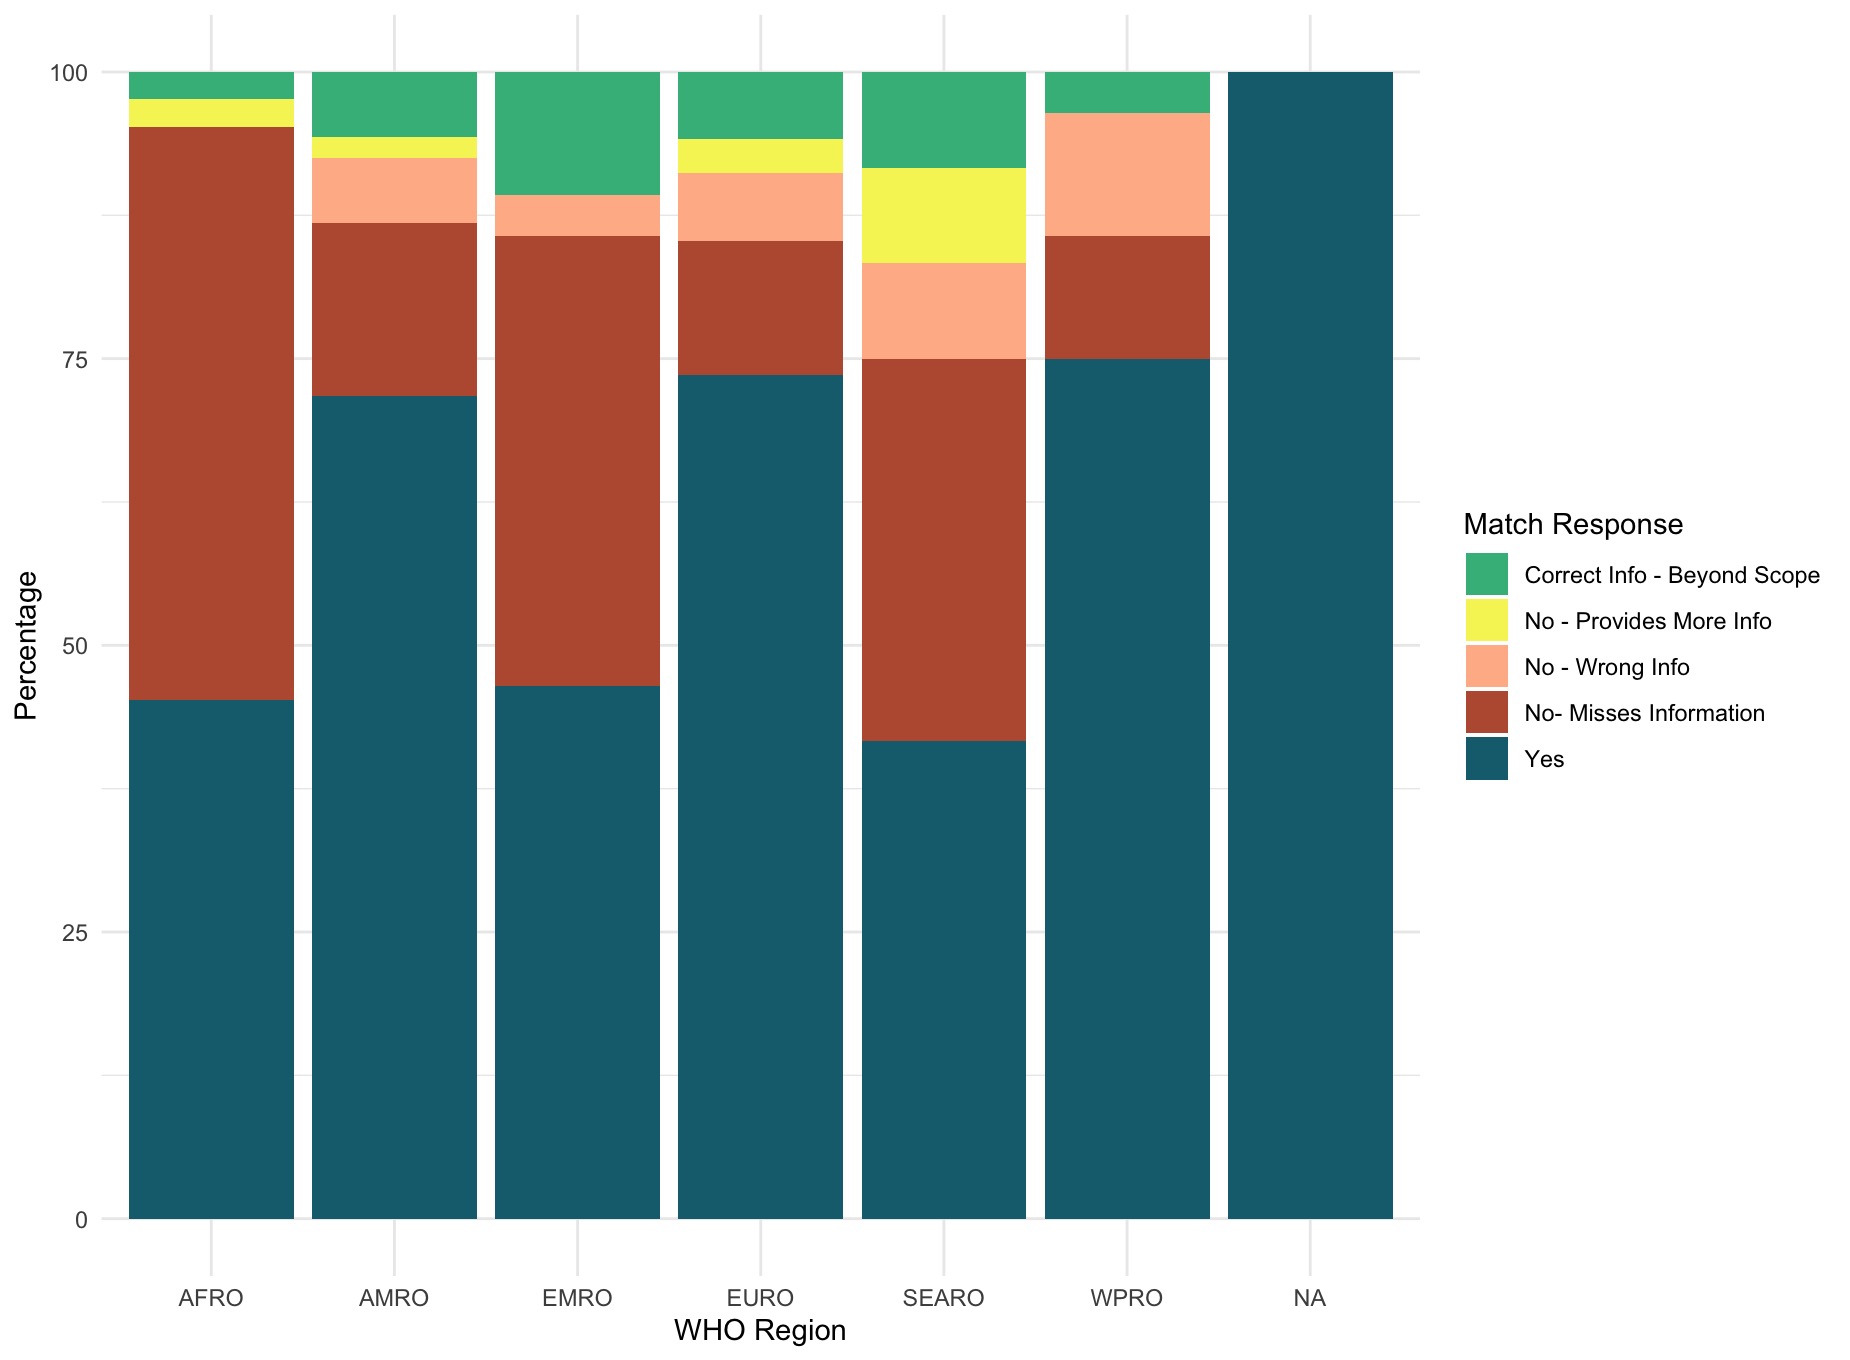 100
75
50
25
0
Percentage
AFRO AMRO EMRO EURO SEARO WPRO NA
WHO Region
Match Response
Correct Info - Beyond Scope
No - Provides More Info
No - Wrong Info
No- Misses Information
Yes